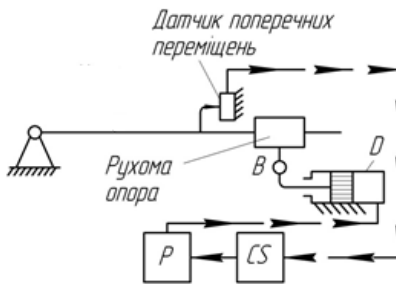 Датчик поперечних
переміщень
Рухома
опора
B
D
P
CS